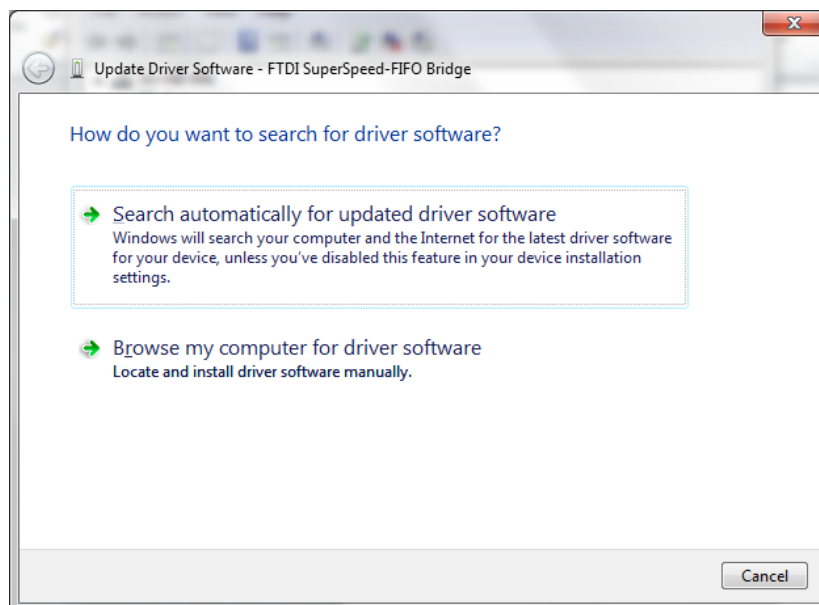 Update Driver Software - FTDI SuperSpeed-FIFO Bridge
How do you want to search for driver software?
Search automatically for updated driver software
Windows will search your computer and the Internet for the latest driver software
for your device, unless you've disabled this feature in your device installation
settings.
Browse my computer for driver software
Locate and install driver software manually.
Cancel